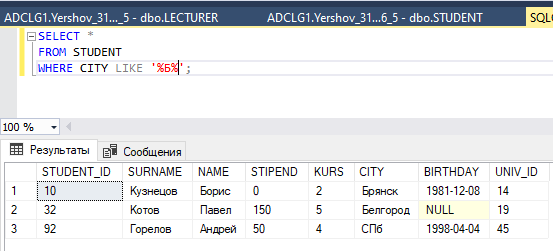 ADCLG1.Yershov_31..._5 - dbo.LECTURER ADCLG1.Yershov_31...6_5 - dbo.STUDENT SQLQ
SELECT *
FROM STUDENT
WHERE CITY LIKE '%Б%';
100 %
Результаты Сообщения
STUDENT_ID SURNAME NAME STIPEND KURS CITY BIRTHDAY UNIV_ID
1 10 Кузнецов Борис 0 2 Брянск 1981-12-08 14
2 32 Котов Павел 150 5 Белгород NULL 19
3 92 Горелов Андрей 50 4 СПб 1998-04-04 45